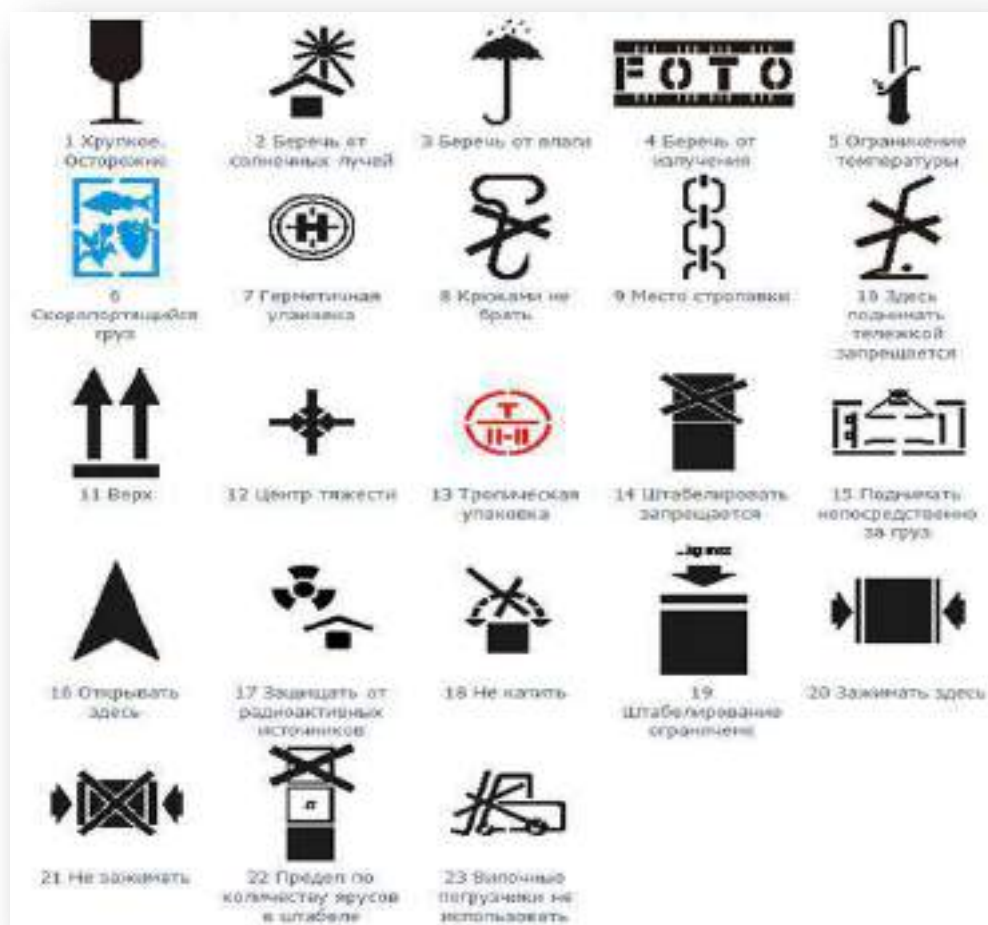 1 Хрупкое.
Осторожно
2 Беречь от
солнечных лучей
3 Беречь от влаги
FOTO
4 Беречь от
излучения
5 Ограничение
температуры
6
Скоропортящийся
груз
7 Герметичная
упаковка
8 Крюками не
брать
9 Место строповки
10 Здесь
поднимать
тележкой
запрещается
11 Верх
12 Центр тяжести
T
II-II
13 Тропическая
упаковка
14 Штабелировать
запрещается
15 Поднимать
непосредственно
за груз
16 Открывать
здесь
17 Защищать от
радиоактивных
источников
18 Не катить
...kg max
19
Штабелирование
ограничено
20 Зажимать здесь
21 Не зажимать
n
22 Предел по
количеству ярусов
в штабеле
23 Вилочные
погрузчики не
использовать